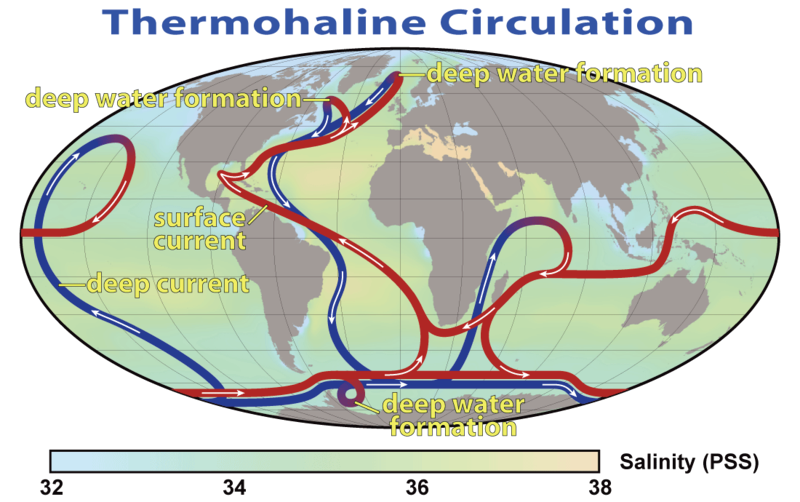 Thermohaline Circulation
deep water formation
deep water formation
surface
current
deep current
deep water
formation
Salinity (PSS)
32 34 36 38